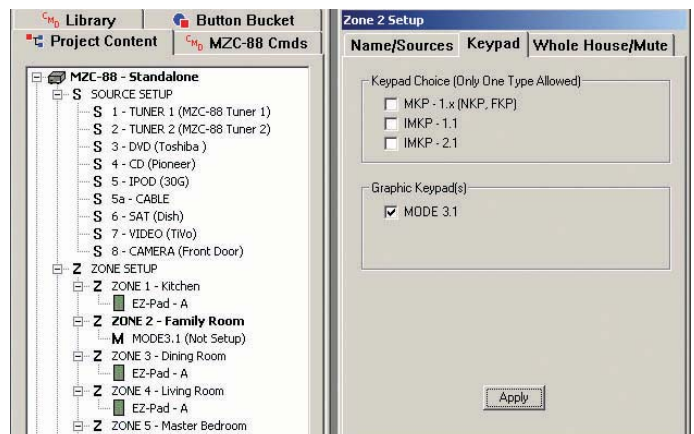 CMD Library
Button Bucket
Project Content
CMD MZC-88 Cmds
MZC-88 - Standalone
S SOURCE SETUP
S 1 - TUNER 1 (MZC-88 Tuner 1)
S 2 - TUNER 2 (MZC-88 Tuner 2)
S 3 - DVD (Toshiba )
S 4 - CD (Pioneer)
S 5 - IPOD (30G)
S 5a - CABLE
S 6 - SAT (Dish)
S 7 - VIDEO (TiVo)
S 8 - CAMERA (Front Door)
Z ZONE SETUP
Z ZONE 1 - Kitchen
EZ-Pad - A
Z ZONE 2 - Family Room
M MODE3.1 (Not Setup)
Z ZONE 3 - Dining Room
EZ-Pad - A
Z ZONE 4 - Living Room
EZ-Pad - A
Z ZONE 5 - Master Bedroom
Zone 2 Setup
Name/Sources
Keypad
Whole House/Mute
Keypad Choice (Only One Type Allowed)
MKP - 1.x (NKP, FKP)
IMKP - 1.1
IMKP - 2.1
Graphic Keypad(s)
MODE 3.1
Apply